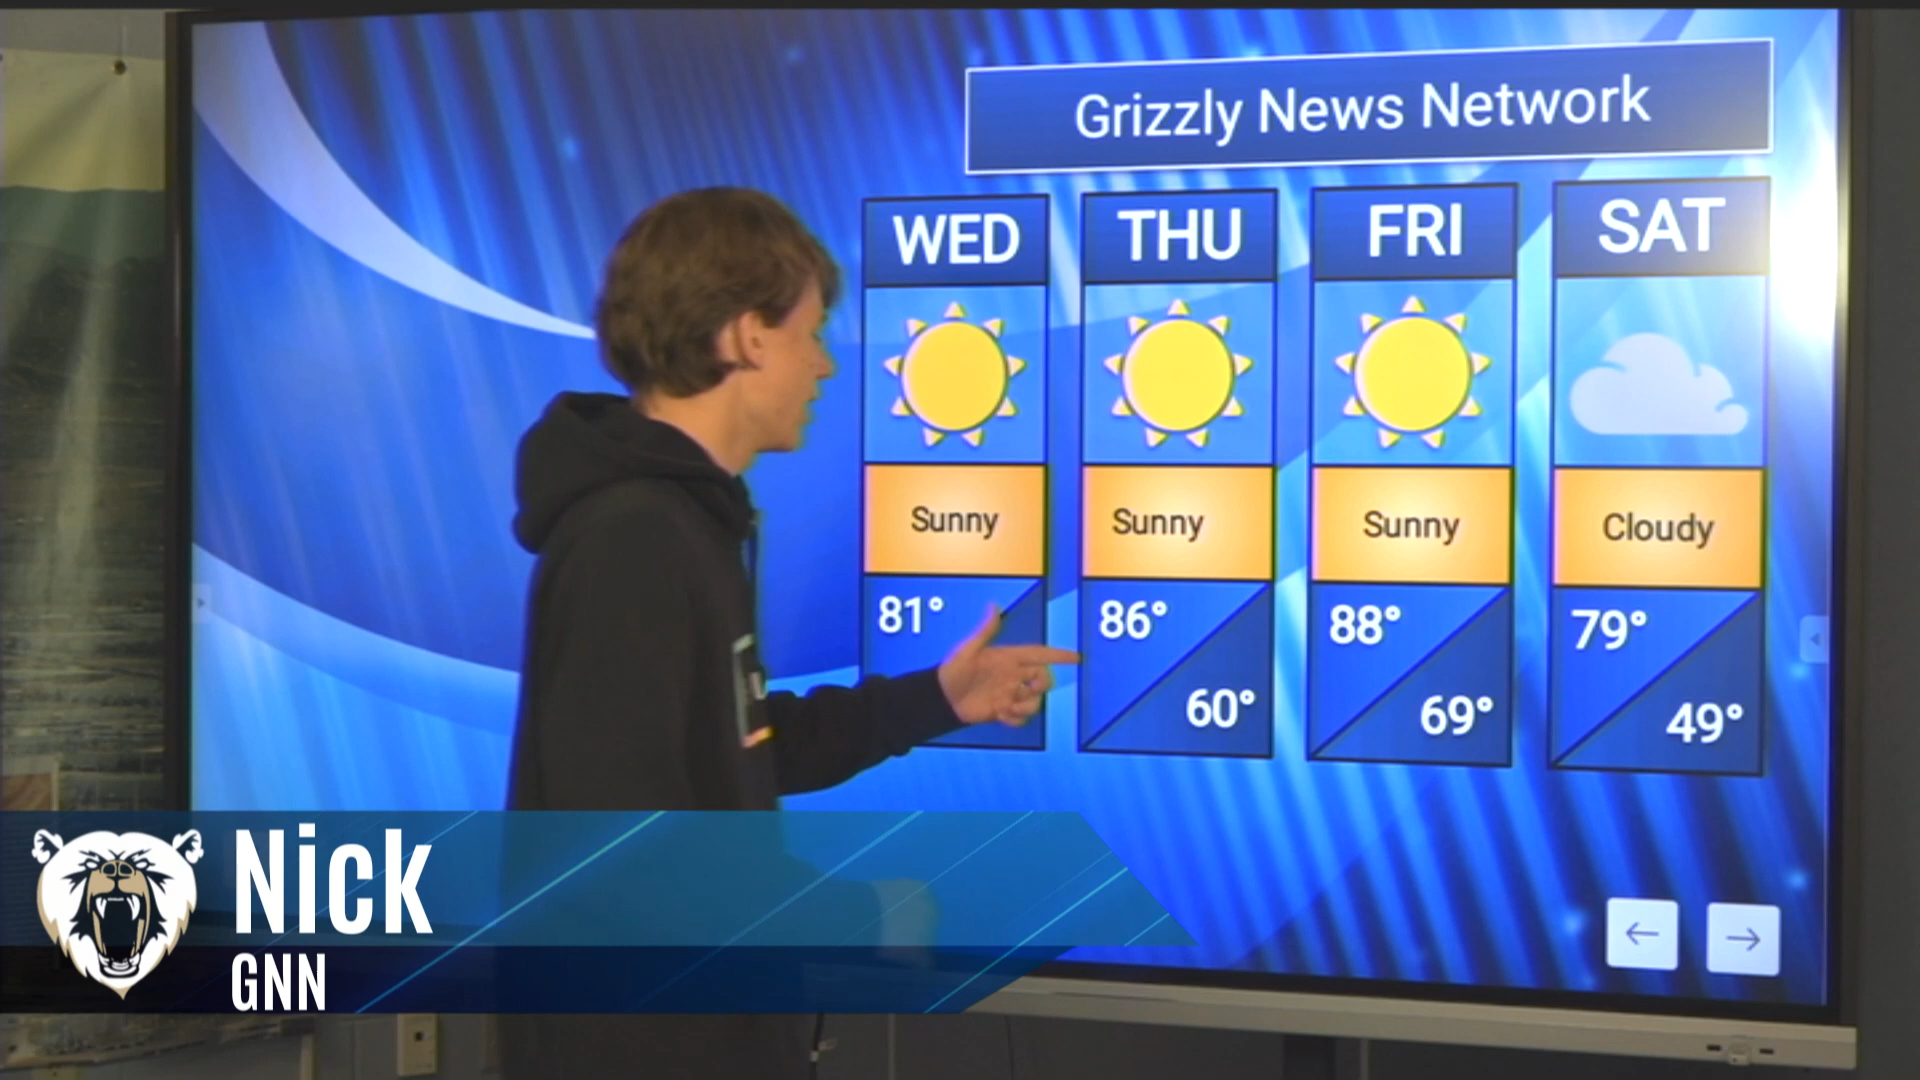 Grizzly News Network
WED
THU
FRI
SAT
Sunny
Sunny
Sunny
Cloudy
81°
86°
88°
79°
60°
69°
49°
Nick
GNN